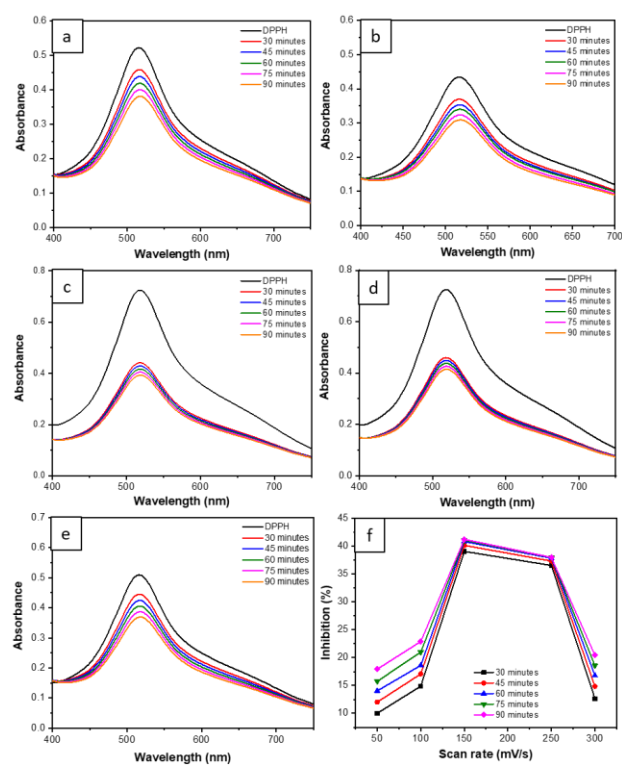 a
0.6
0.5
0.4
0.3
0.2
0.1
0.0
Absorbance
DPPH
30 minutes
45 minutes
60 minutes
75 minutes
90 minutes
400 500 600 700
Wavelength (nm)
b
0.6
0.5
0.4
0.3
0.2
0.1
0.0
Absorbance
DPPH
30 minutes
45 minutes
60 minutes
75 minutes
90 minutes
400 450 500 550 600 650 700
Wavelength (nm)
c
0.8
0.6
0.4
0.2
0.0
Absorbance
DPPH
30 minutes
45 minutes
60 minutes
75 minutes
90 minutes
400 500 600 700
Wavelength (nm)
d
0.8
0.6
0.4
0.2
0.0
Absorbance
DPPH
30 minutes
45 minutes
60 minutes
75 minutes
90 minutes
400 500 600 700
Wavelength (nm)
e
0.7
0.6
0.5
0.4
0.3
0.2
0.1
0.0
Absorbance
DPPH
30 minutes
45 minutes
60 minutes
75 minutes
90 minutes
400 500 600 700
Wavelength (nm)
f
45
40
35
30
25
20
15
10
Inhibition (%)
30 minutes
45 minutes
60 minutes
75 minutes
90 minutes
50 100 150 200 250 300
Scan rate (mV/s)